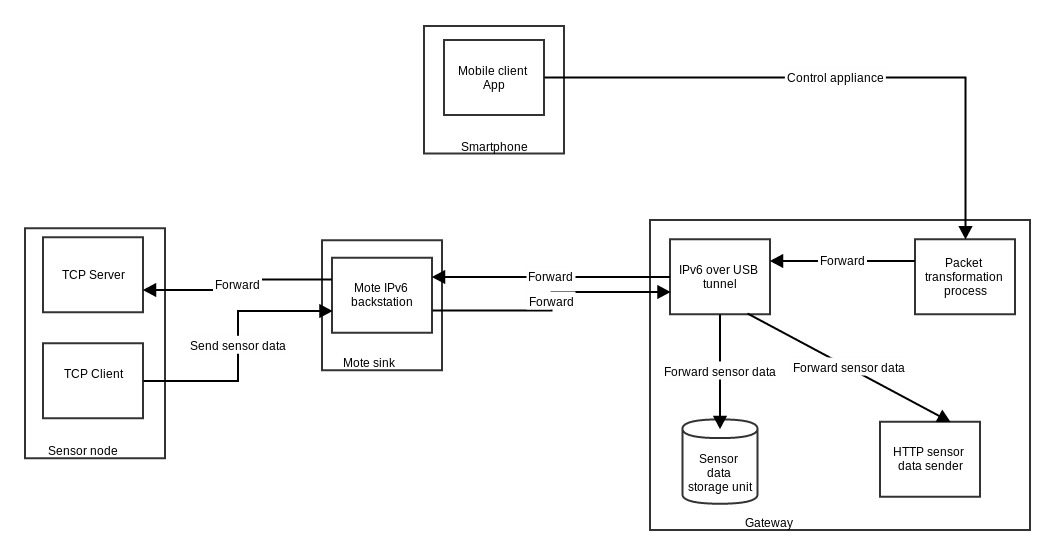 Mobile client
App
Control appliance
Smartphone
TCP Server
Forward
Mote IPv6
backstation
Forward
Forward
IPv6 over USB
tunnel
Forward
Packet
transformation
process
Send sensor data
TCP Client
Mote sink
Forward sensor data
Forward sensor data
Sensor node
Sensor
data
storage unit
HTTP sensor
data sender
Gateway